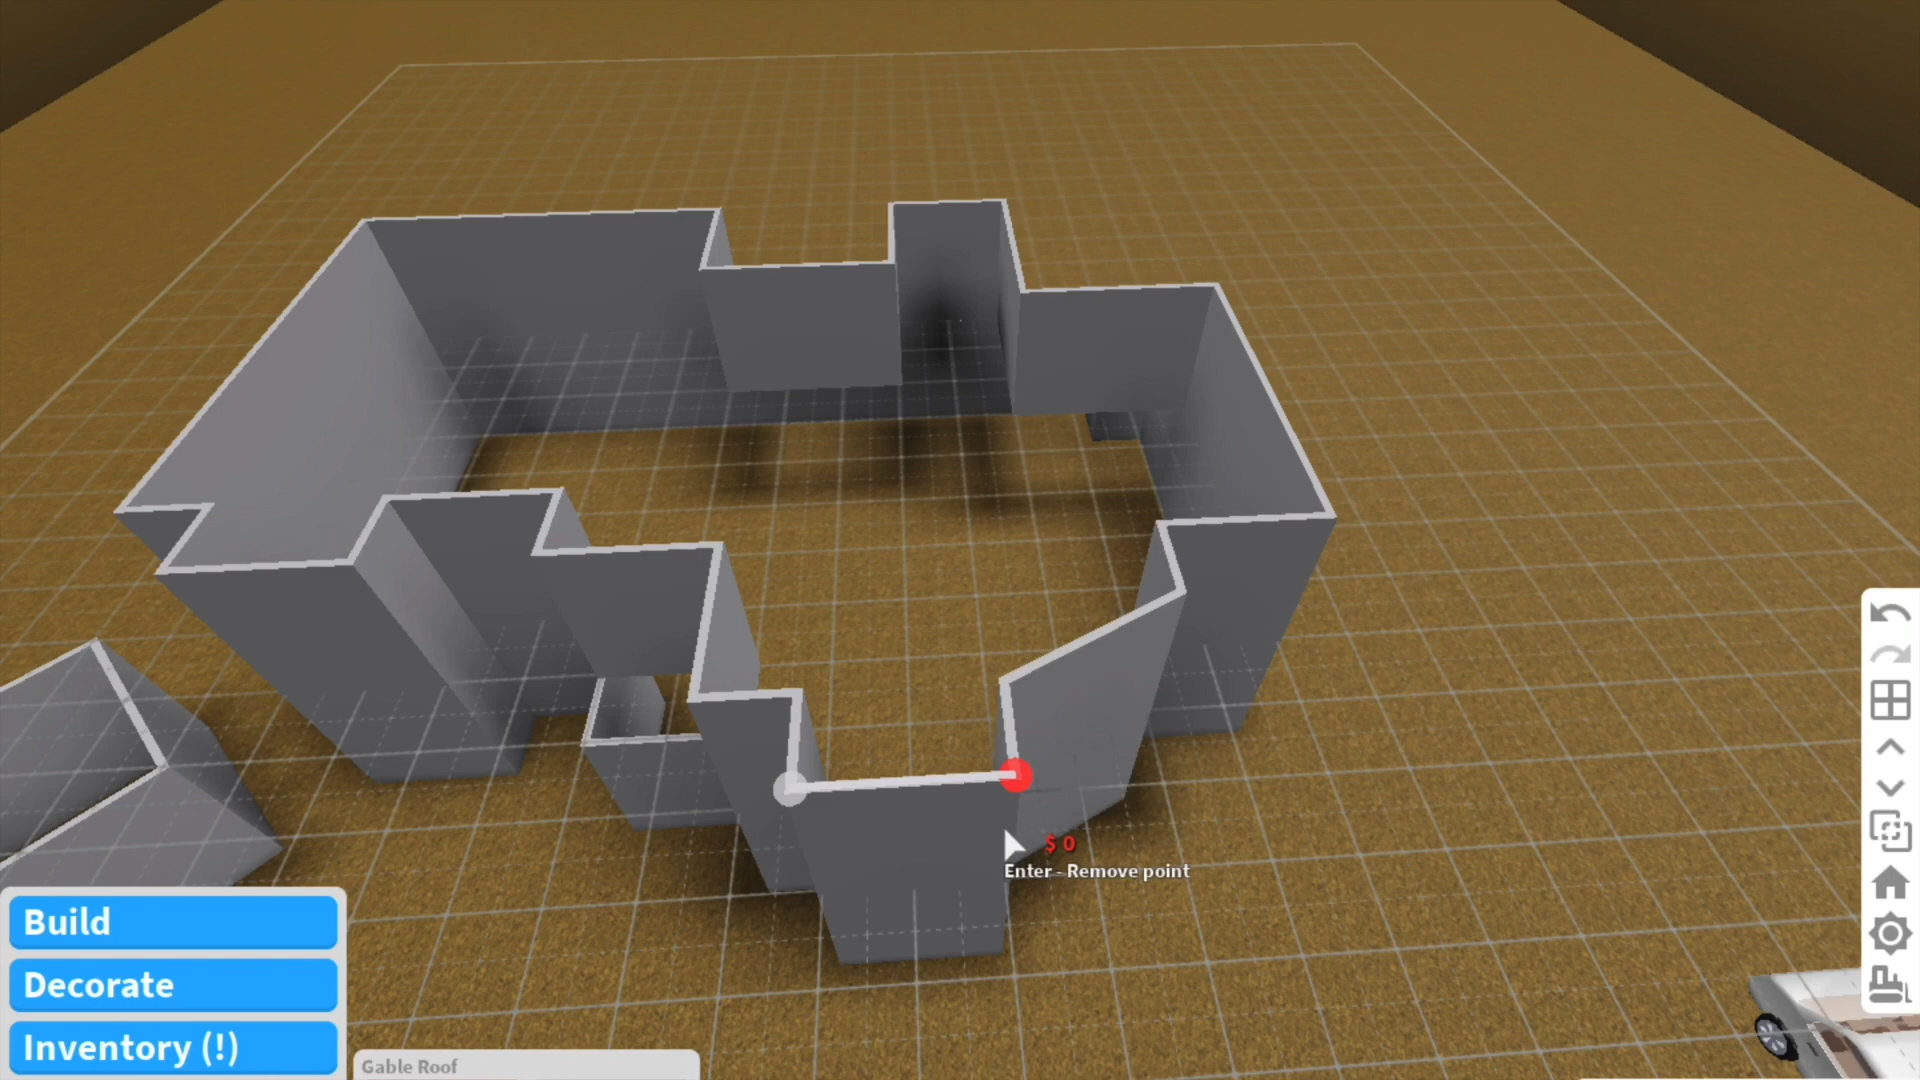 $ 0
Enter - Remove point
Build
Decorate
Inventory (!)
Gable Roof